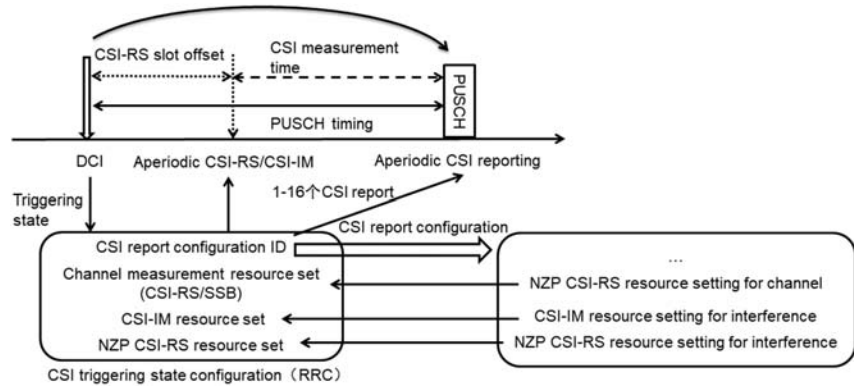 CSI-RS slot offset
CSI measurement
time
PUSCH
PUSCH timing
DCI
Aperiodic CSI-RS/CSI-IM
Aperiodic CSI reporting
Triggering
state
1-16个CSI report
CSI report configuration
CSI report configuration ID
Channel measurement resource set
(CSI-RS/SSB)
CSI-IM resource set
NZP CSI-RS resource set
...
NZP CSI-RS resource setting for channel
CSI-IM resource setting for interference
NZP CSI-RS resource setting for interference
CSI triggering state configuration（RRC）